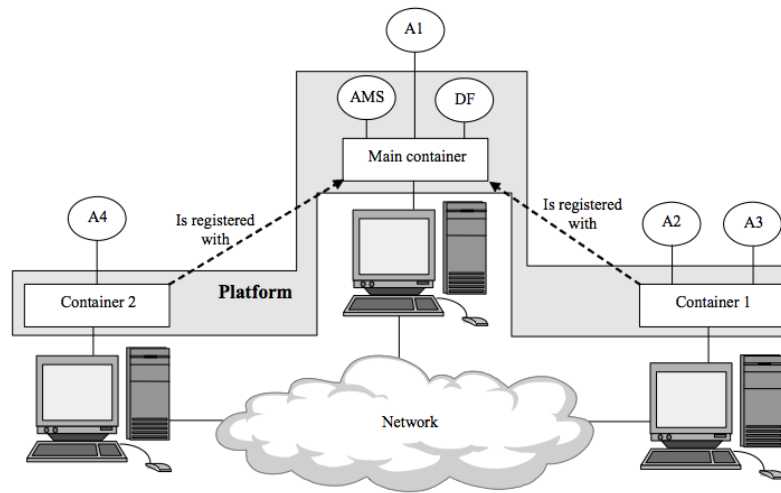 A1
AMS
DF
Main container
Is registered
with
Is registered
with
A4
A2
A3
Container 2
Platform
Container 1
Network